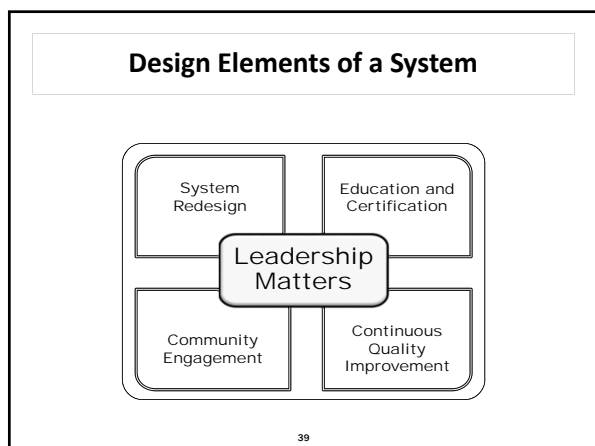 Design Elements of a System
System
Redesign
Education and
Certification
Leadership
Matters
Community
Engagement
Continuous
Quality
Improvement
39